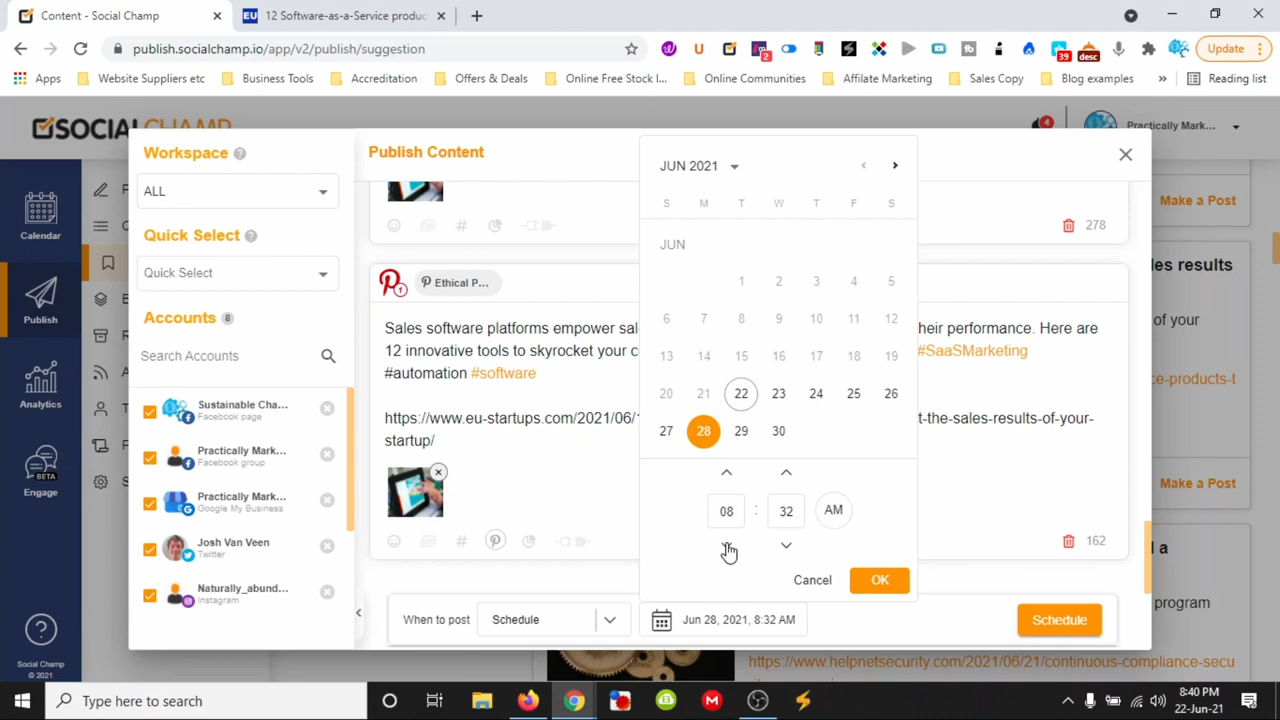 Content - Social Champ
12 Software-as-a-Service produc
publish.socialchamp.io/app/v2/publish/suggestion
2
39
desc
Update
Apps
Website Suppliers etc
Business Tools
Accreditation
Offers & Deals
Online Free Stock I...
Online Communities
Affilate Marketing
Sales Copy
Blog examples
»
Reading list
SOCIALCHAMP
4
Practically Mark...
Calendar
Publish
Analytics
BETA
Engage
Social Champ
© 2021
Workspace
ALL
Quick Select
Quick Select
Accounts 8
Search Accounts
Sustainable Cha...
Facebook page
Practically Mark...
Facebook group
Practically Mark...
Google My Business
Josh Van Veen
Twitter
Naturally_abund...
Instagram
Publish Content
278
1
Ethical P...
Sales software platforms empower sal
heir performance. Here are
12 innovative tools to skyrocket your c
#SaaSMarketing
#automation #software
https://www.eu-startups.com/2021/06/1
t-the-sales-results-of-your-
startup/
162
When to post
Schedule
Jun 28, 2021, 8:32 AM
Schedule
JUN 2021
S M T W T F S
JUN
1 2 3 4 5
6 7 8 9 10 11 12
13 14 15 16 17 18 19
20 21 22 23 24 25 26
27 28 29 30
08 : 32 AM
Cancel
OK
Make a Post
les results
of your
ce-products-t
Make a Post
d a
program
https://www.helpnetsecurity.com/2021/06/21/continuous-compliance-secu
Type here to search
8:40 PM
22-Jun-21